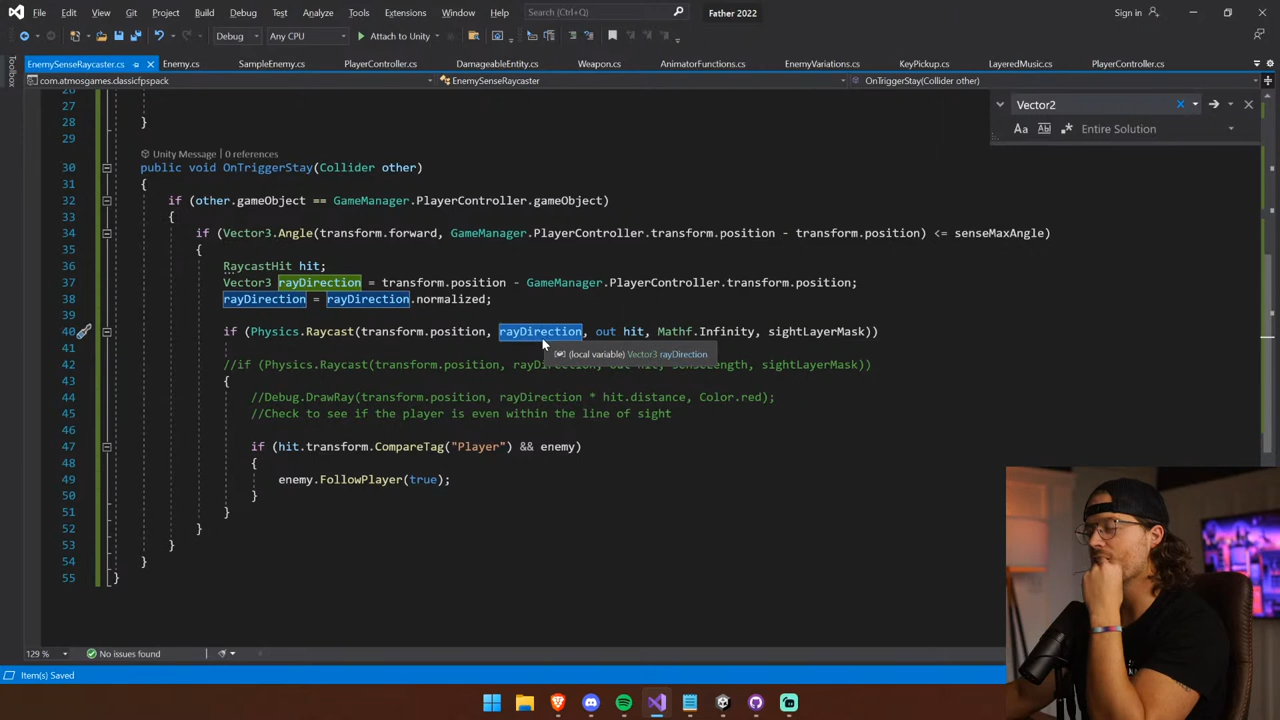 File Edit View Git Project Build Debug Test Analyze Tools Extensions Window Help Search (Ctrl+Q) Father 2022 Sign in
Debug Any CPU Attach to Unity
EnemySenseRaycaster.cs Enemy.cs SampleEnemy.cs PlayerController.cs DamageableEntity.cs Weapon.cs AnimatorFunctions.cs EnemyVariations.cs KeyPickup.cs LayeredMusic.cs PlayerController.cs
Toolbox
com.atmosgames.classicfpspack EnemySenseRaycaster OnTriggerStay(Collider other)
Vector2
Aa Ab Entire Solution
26
27
28 }
29
Unity Message | 0 references
30 public void OnTriggerStay(Collider other)
31 {
32 if (other.gameObject == GameManager.PlayerController.gameObject)
33 {
34 if (Vector3.Angle(transform.forward, GameManager.PlayerController.transform.position - transform.position) <= senseMaxAngle)
35 {
36 RaycastHit hit;
37 Vector3 rayDirection = transform.position - GameManager.PlayerController.transform.position;
38 rayDirection = rayDirection.normalized;
39
40 if (Physics.Raycast(transform.position, rayDirection, out hit, Mathf.Infinity, sightLayerMask))
41
(local variable) Vector3 rayDirection
42 //if (Physics.Raycast(transform.position, rayDirection, out hit, senseLength, sightLayerMask))
43 {
44 //Debug.DrawRay(transform.position, rayDirection * hit.distance, Color.red);
45 //Check to see if the player is even within the line of sight
46
47 if (hit.transform.CompareTag("Player") && enemy)
48 {
49 enemy.FollowPlayer(true);
50 }
51 }
52 }
53 }
54 }
55 }
129 % No issues found
Item(s) Saved